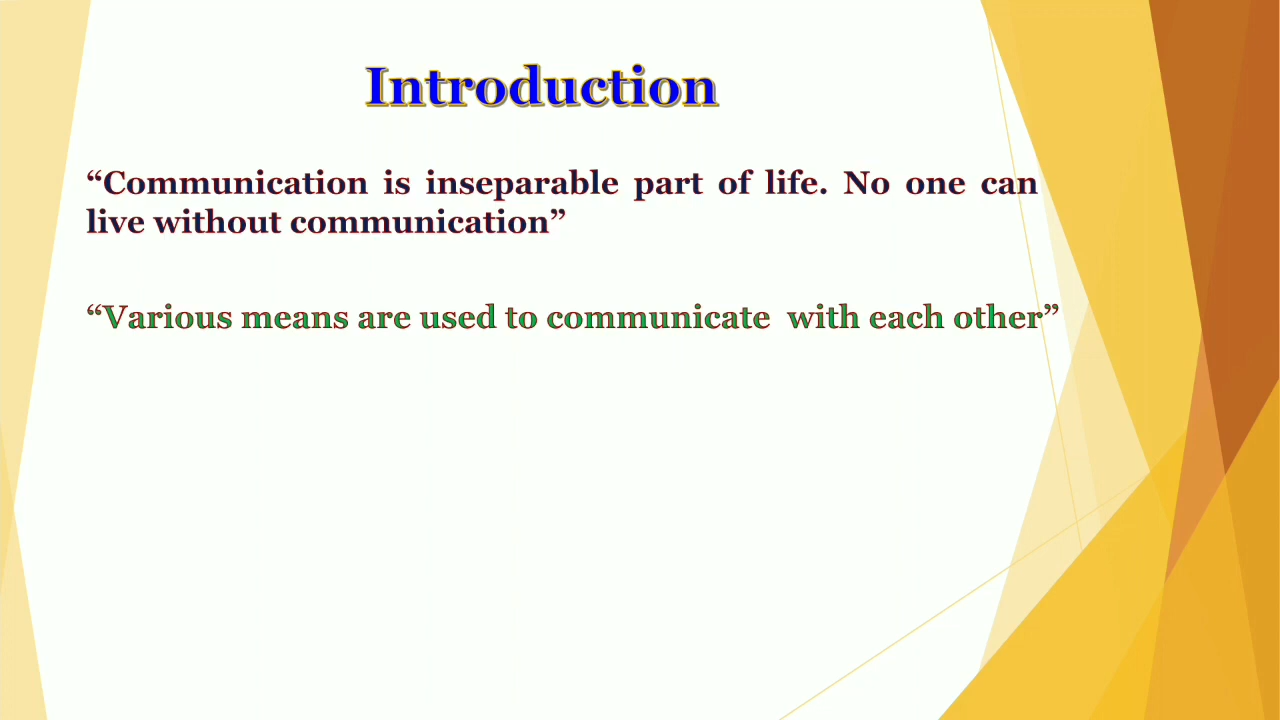 Introduction
“Communication is inseparable part of life. No one can
live without communication”
“Various means are used to communicate  with each other”